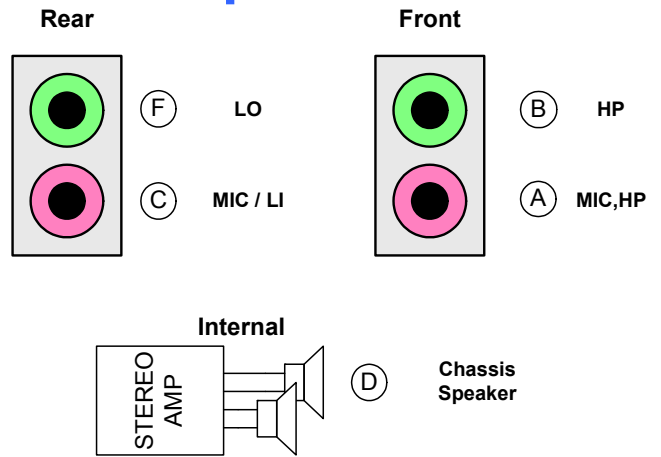 Rear
Front
F
LO
B
HP
C
MIC / LI
A
MIC,HP
Internal
STEREO
AMP
D
Chassis
Speaker